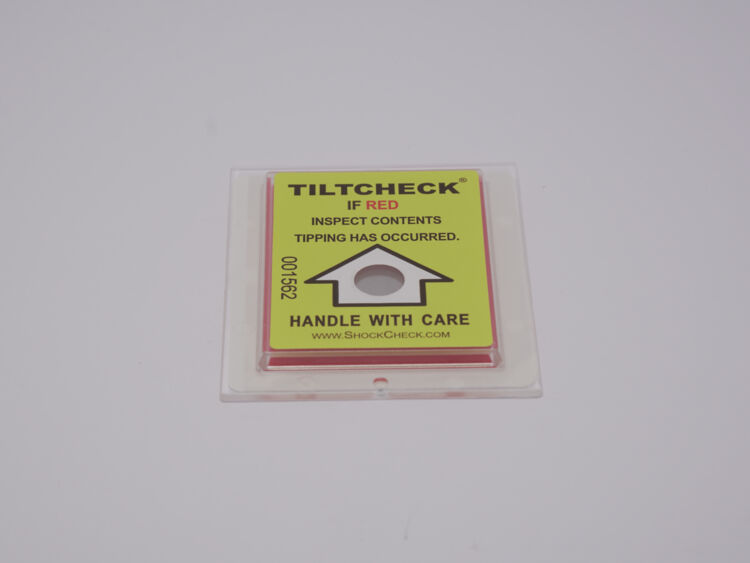 TILTCHECK®
IF RED
INSPECT CONTENTS
TIPPING HAS OCCURRED.
001562
HANDLE WITH CARE
WWW.SHOCKCHECK.COM